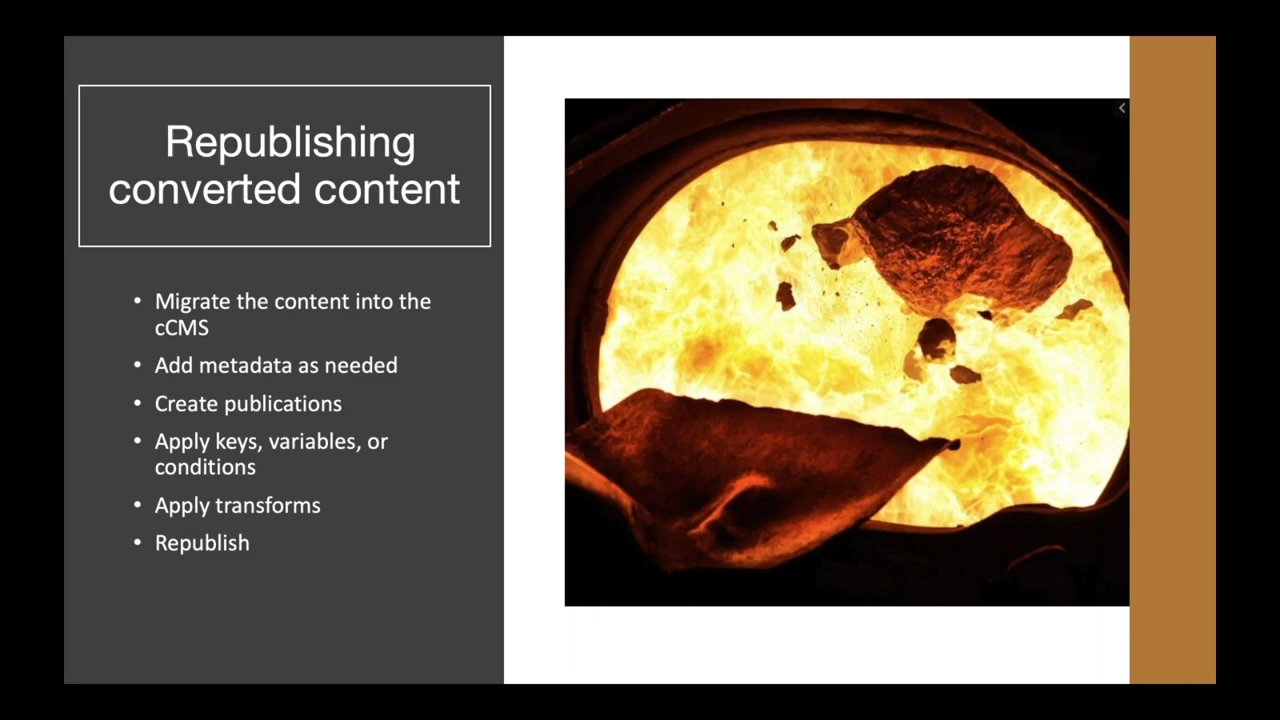 Republishing
converted content
• Migrate the content into the
cCMS
• Add metadata as needed
• Create publications
• Apply keys, variables, or
conditions
• Apply transforms
• Republish